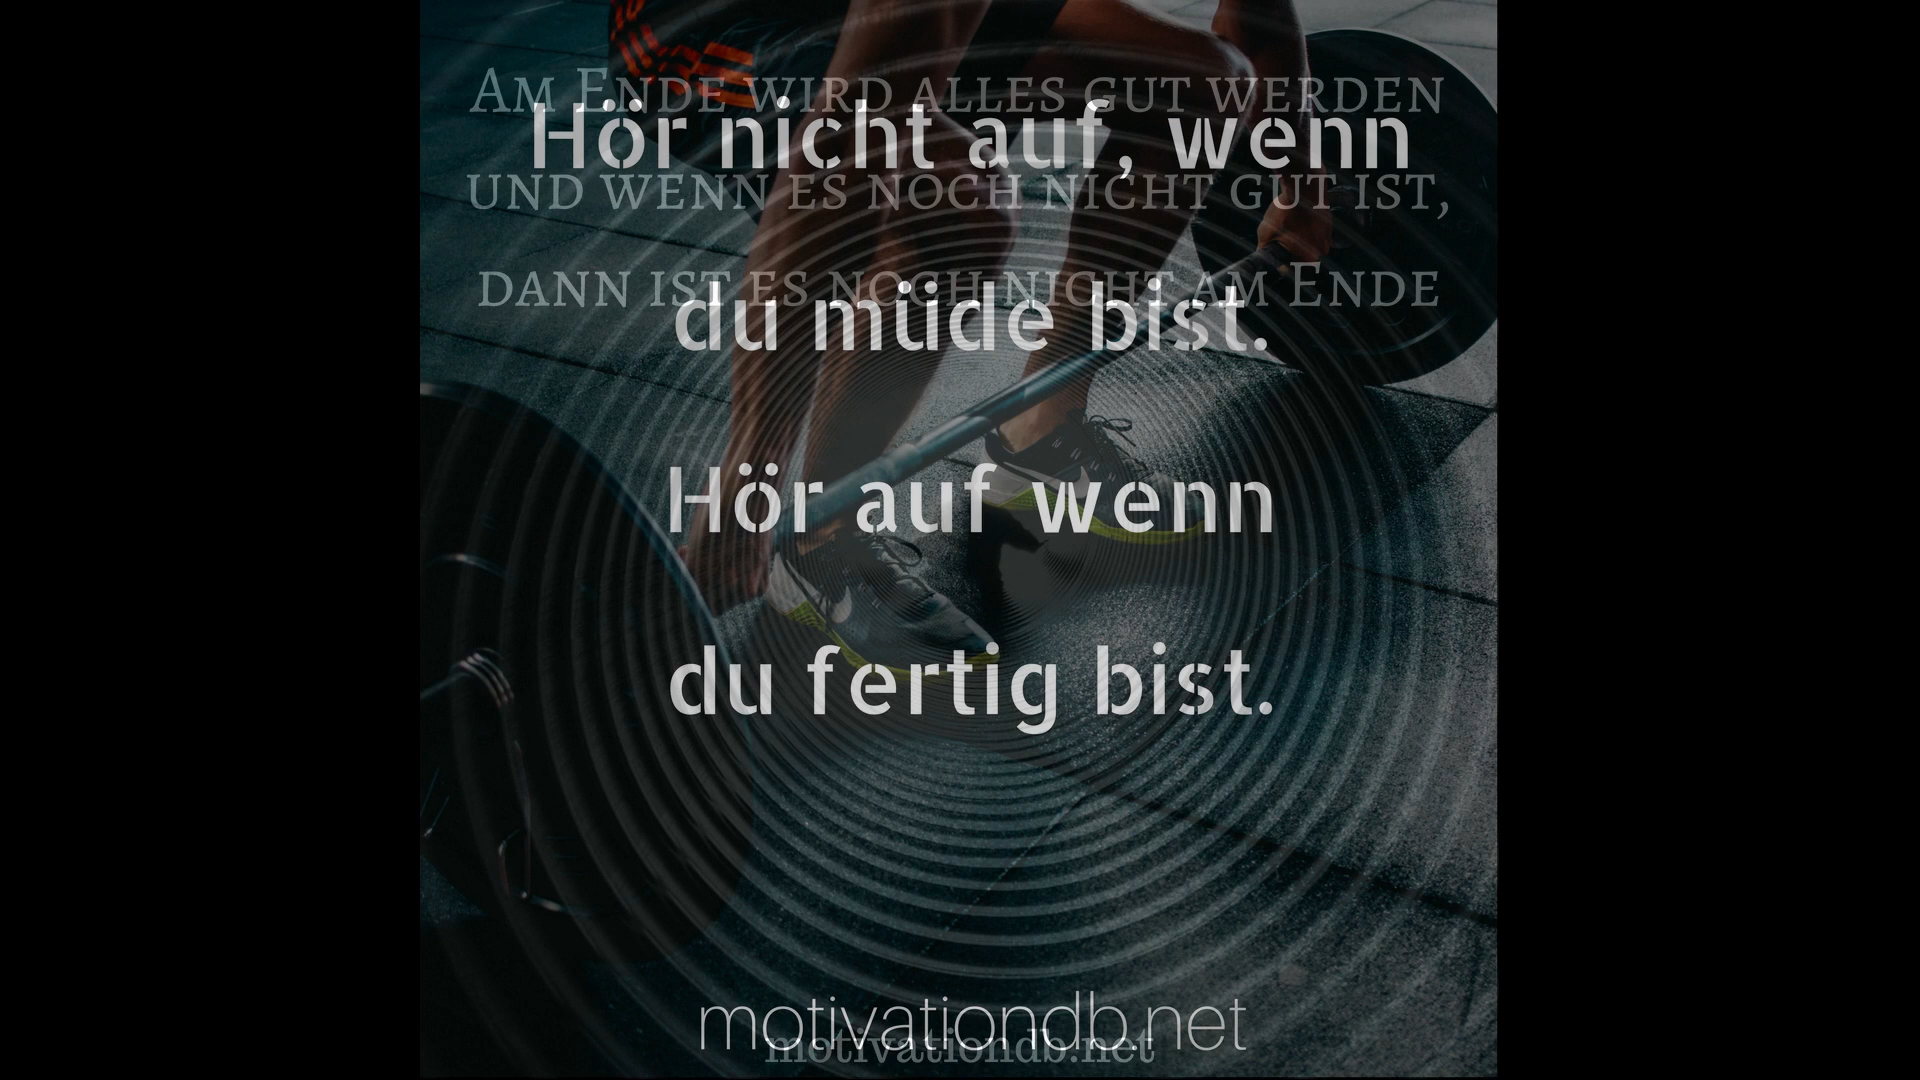 Am Ende wird alles gut werden
Hör nicht auf, wenn
und wenn es noch nicht gut ist,
dann ist es noch nicht am Ende
du müde bist.
Hör auf wenn
du fertig bist.
motivationdb.net
motivationdb.net